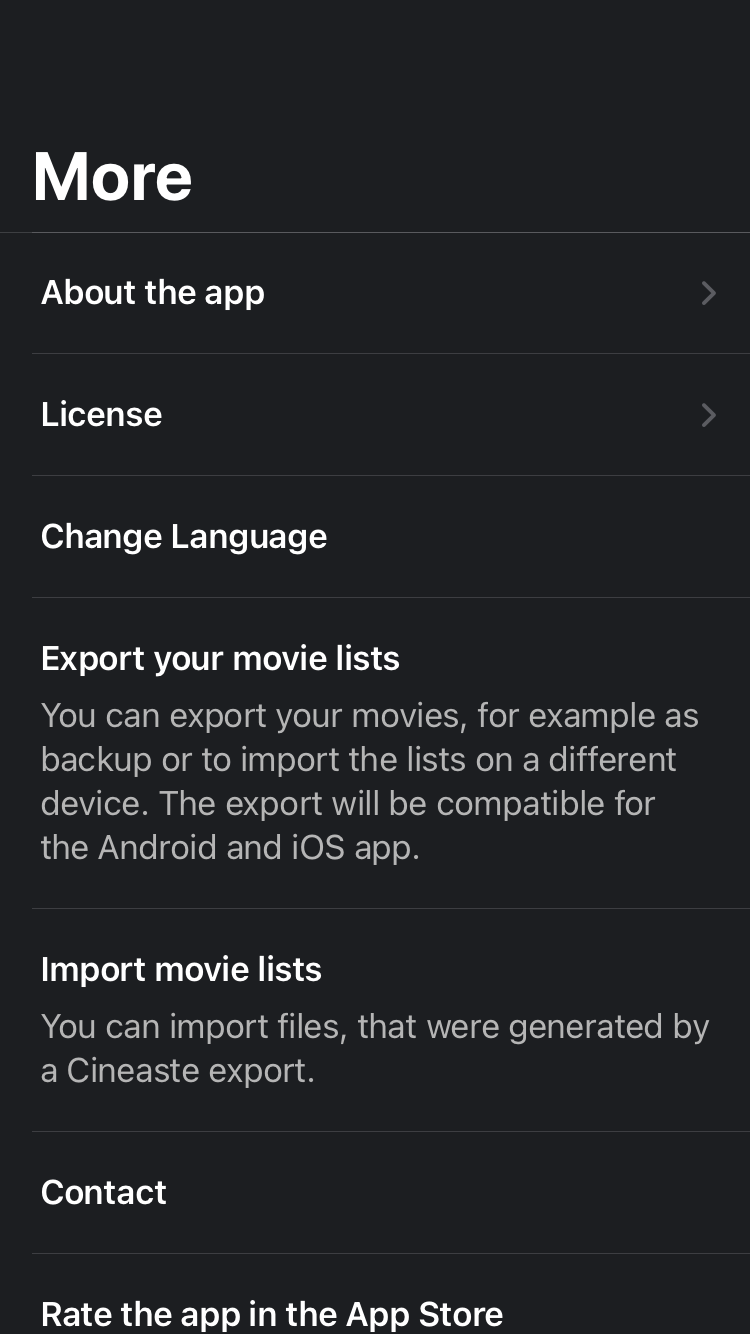 More
About the app
License
Change Language
Export your movie lists
You can export your movies, for example as
backup or to import the lists on a different
device. The export will be compatible for
the Android and iOS app.
Import movie lists
You can import files, that were generated by
a Cineaste export.
Contact
Rate the app in the App Store